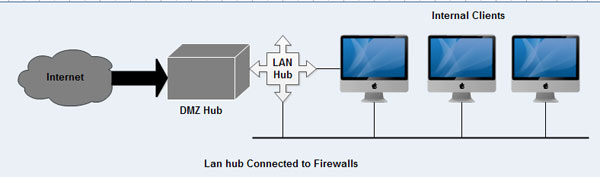 Internal Clients
Internet
LAN
Hub
DMZ Hub
Lan hub Connected to Firewalls